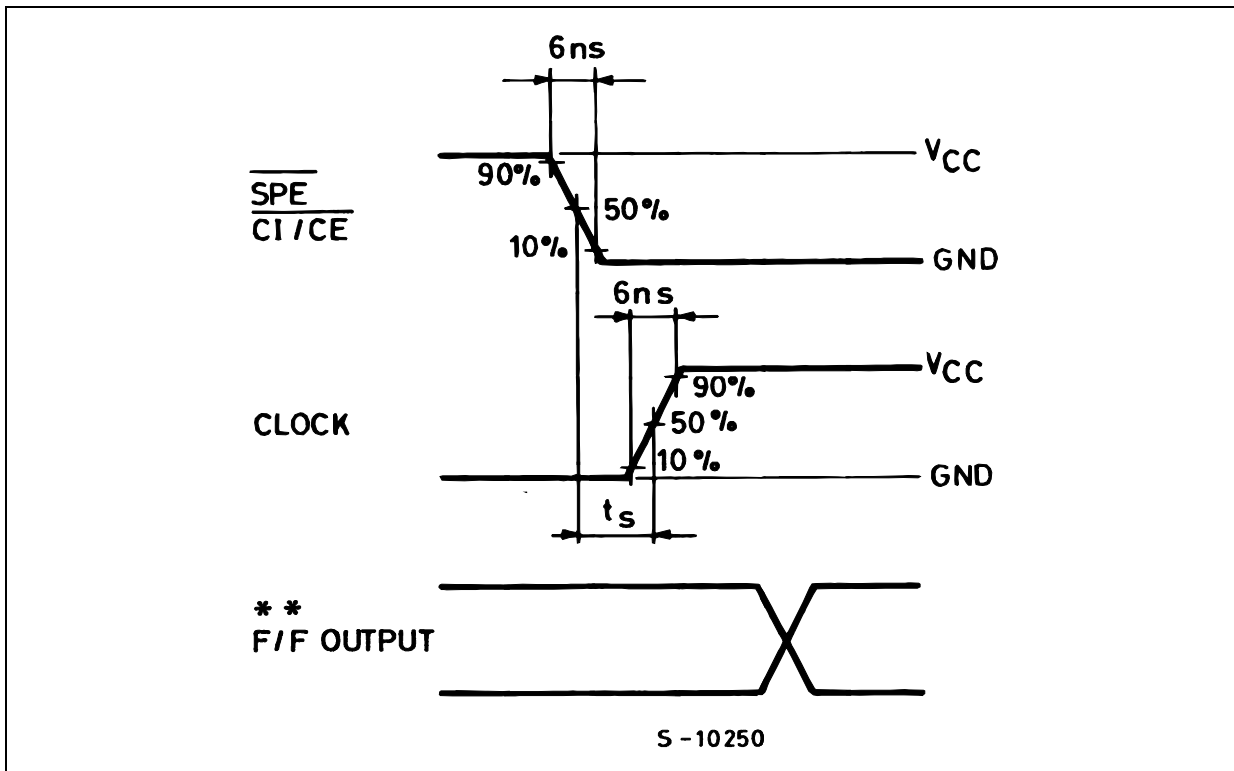 6ns
VCC
90%
SPE
CI/CE
50%
10%
GND
6ns
VCC
90%
CLOCK
50%
10%
GND
ts
**
F/F OUTPUT
S-10250